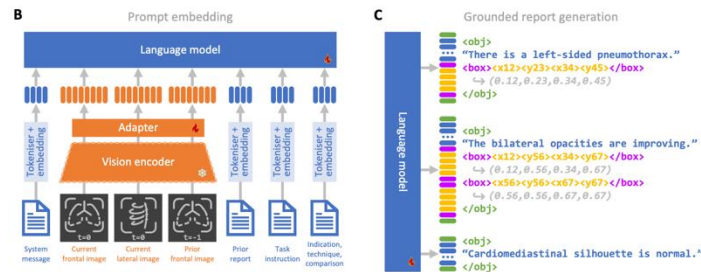 B
Prompt embedding
Language model
Tokeniser +
embedding
Adapter
Vision encoder
Tokeniser +
embedding
Tokeniser +
embedding
Tokeniser +
embedding
t=0
t=0
t=-1
System
message
Current
frontal image
Current
lateral image
Prior
frontal image
Prior
report
Task
instruction
Indication,
technique,
comparison
C
Grounded report generation
Language model
<obj>
“There is a left-sided pneumothorax.”
<box><x12><y23><x34><y45></box>
(0.12,0.23,0.34,0.45)
</obj>
<obj>
“The bilateral opacities are improving.”
<box><x12><y56><x34><y67></box>
(0.12,0.56,0.34,0.67)
<box><x56><y56><x67><y67></box>
(0.56,0.56,0.67,0.67)
</obj>
<obj>
“Cardiomediastinal silhouette is normal.”
</obj>